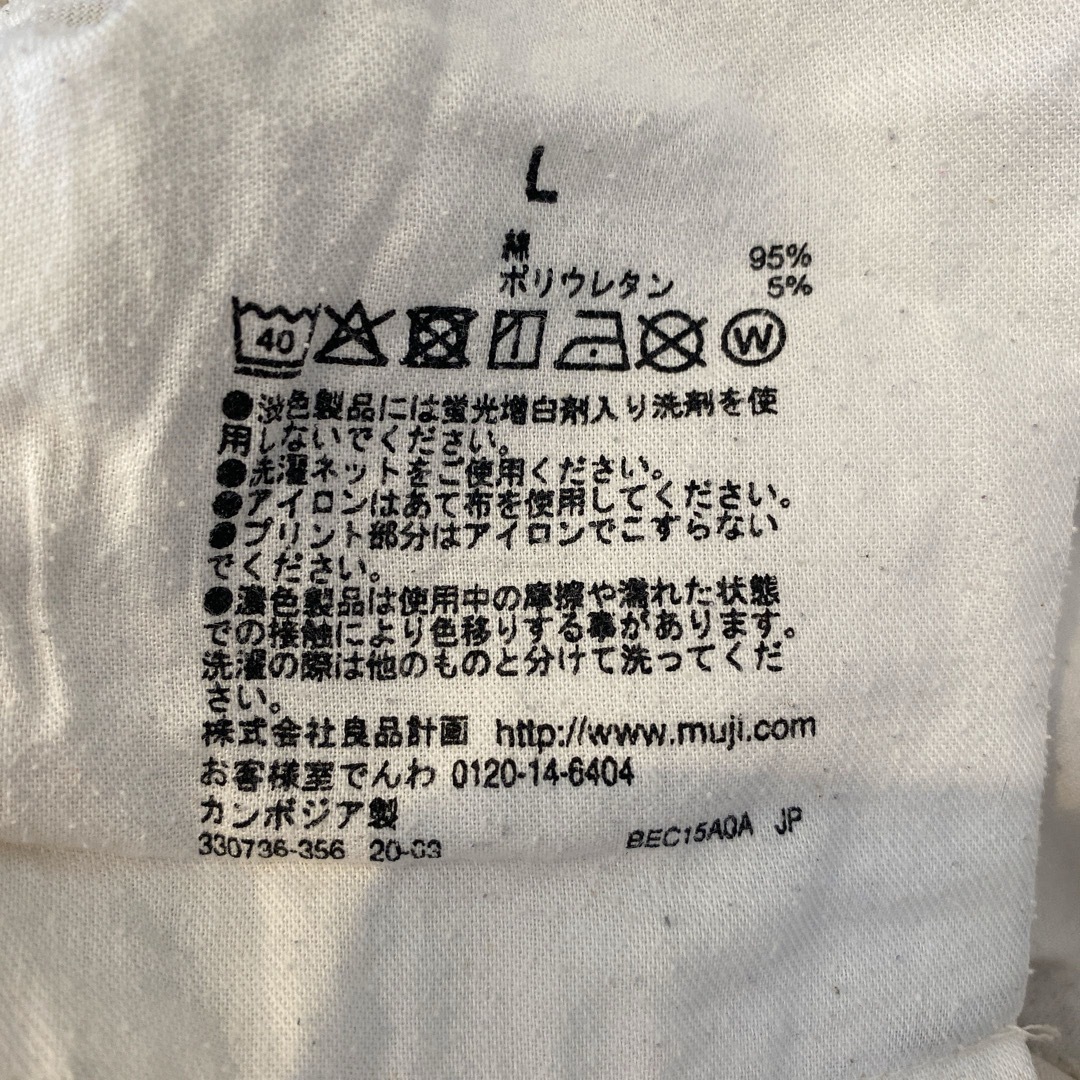 L
綿 95%
ポリウレタン 5%
40 W
●淡色製品には蛍光増白剤入り洗剤を使
用しないでください。
●洗濯ネットをご使用ください。
●アイロンはあて布を使用してください。
●プリント部分はアイロンでこすらない
でください。
●濃色製品は使用中の摩擦や濡れた状態
での接触により色移りする事があります。
洗濯の際は他のものと分けて洗ってくだ
さい。
株式会社良品計画 http://www.muji.com
お客様室でんわ 0120-14-6404
カンボジア製
330736-356 20-03 BEC15A0A JP